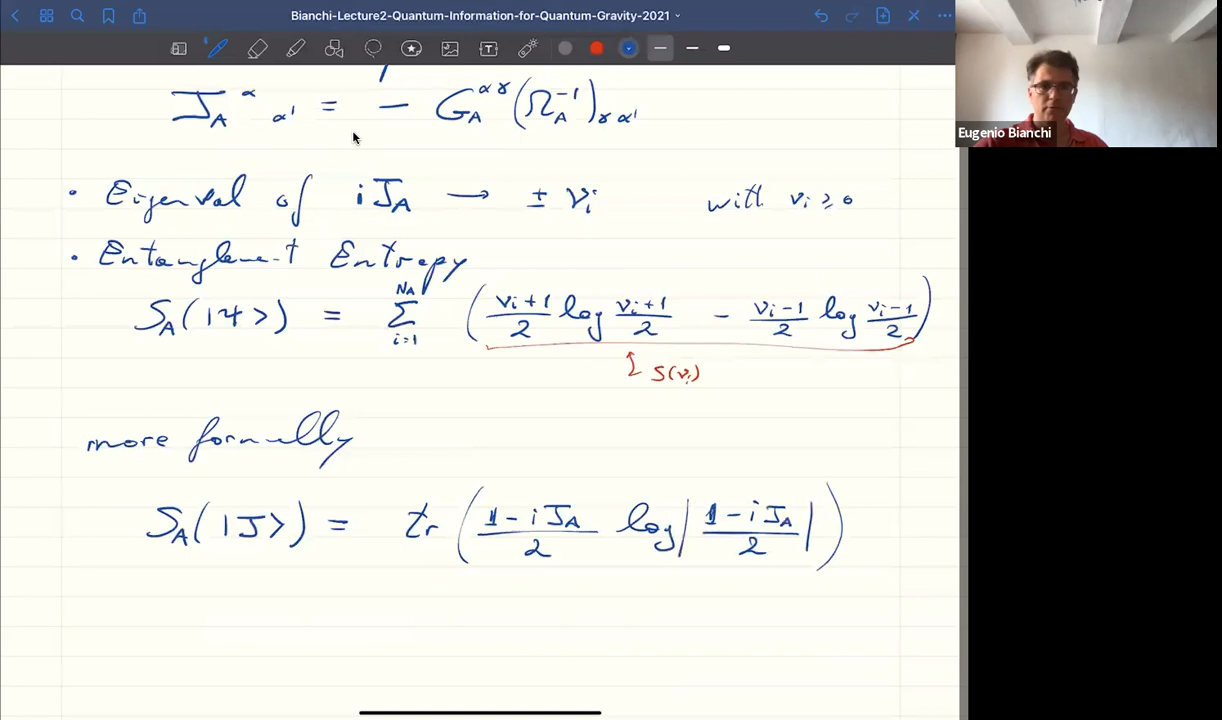 Bianchi-Lecture2-Quantum-Information-for-Quantum-Gravity-2021
Eugenio Bianchi
J_A^α_α' = − G_A^{αγ} (Ω_A^{-1})_{γα'}
• Eigenval of i J_A → ± ν_i with ν_i ≥ 0
• Entanglement Entropy
S_A(|ψ>) = Σ_{i=1}^{N_A} ( (ν_i+1)/2 log (ν_i+1)/2 − (ν_i−1)/2 log (ν_i−1)/2 )
S(ν_i)
more formally
S_A(|J>) = tr ( (1−iJ_A)/2 log | (1−iJ_A)/2 | )